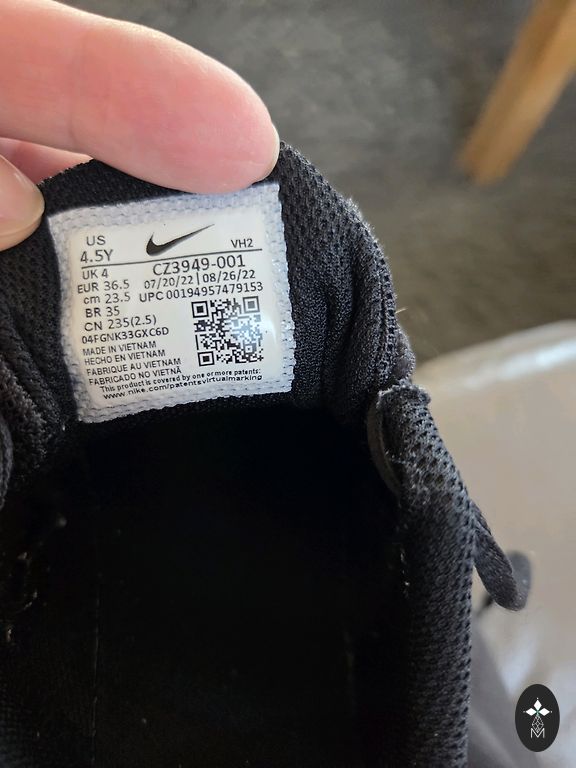 US
4.5Y
VH2
UK 4
CZ3949-001
EUR 36.5
07/20/22 | 08/26/22
cm 23.5
UPC 00194957479153
BR 35
CN 235(2.5)
04FGNK33GXC6D
MADE IN VIETNAM
HECHO EN VIETNAM
FABRIQUE AU VIETNAM
FABRICADO NO VIETNÃ
This product is covered by one or more patents:
www.nike.com/patentsvirtualmarking
M